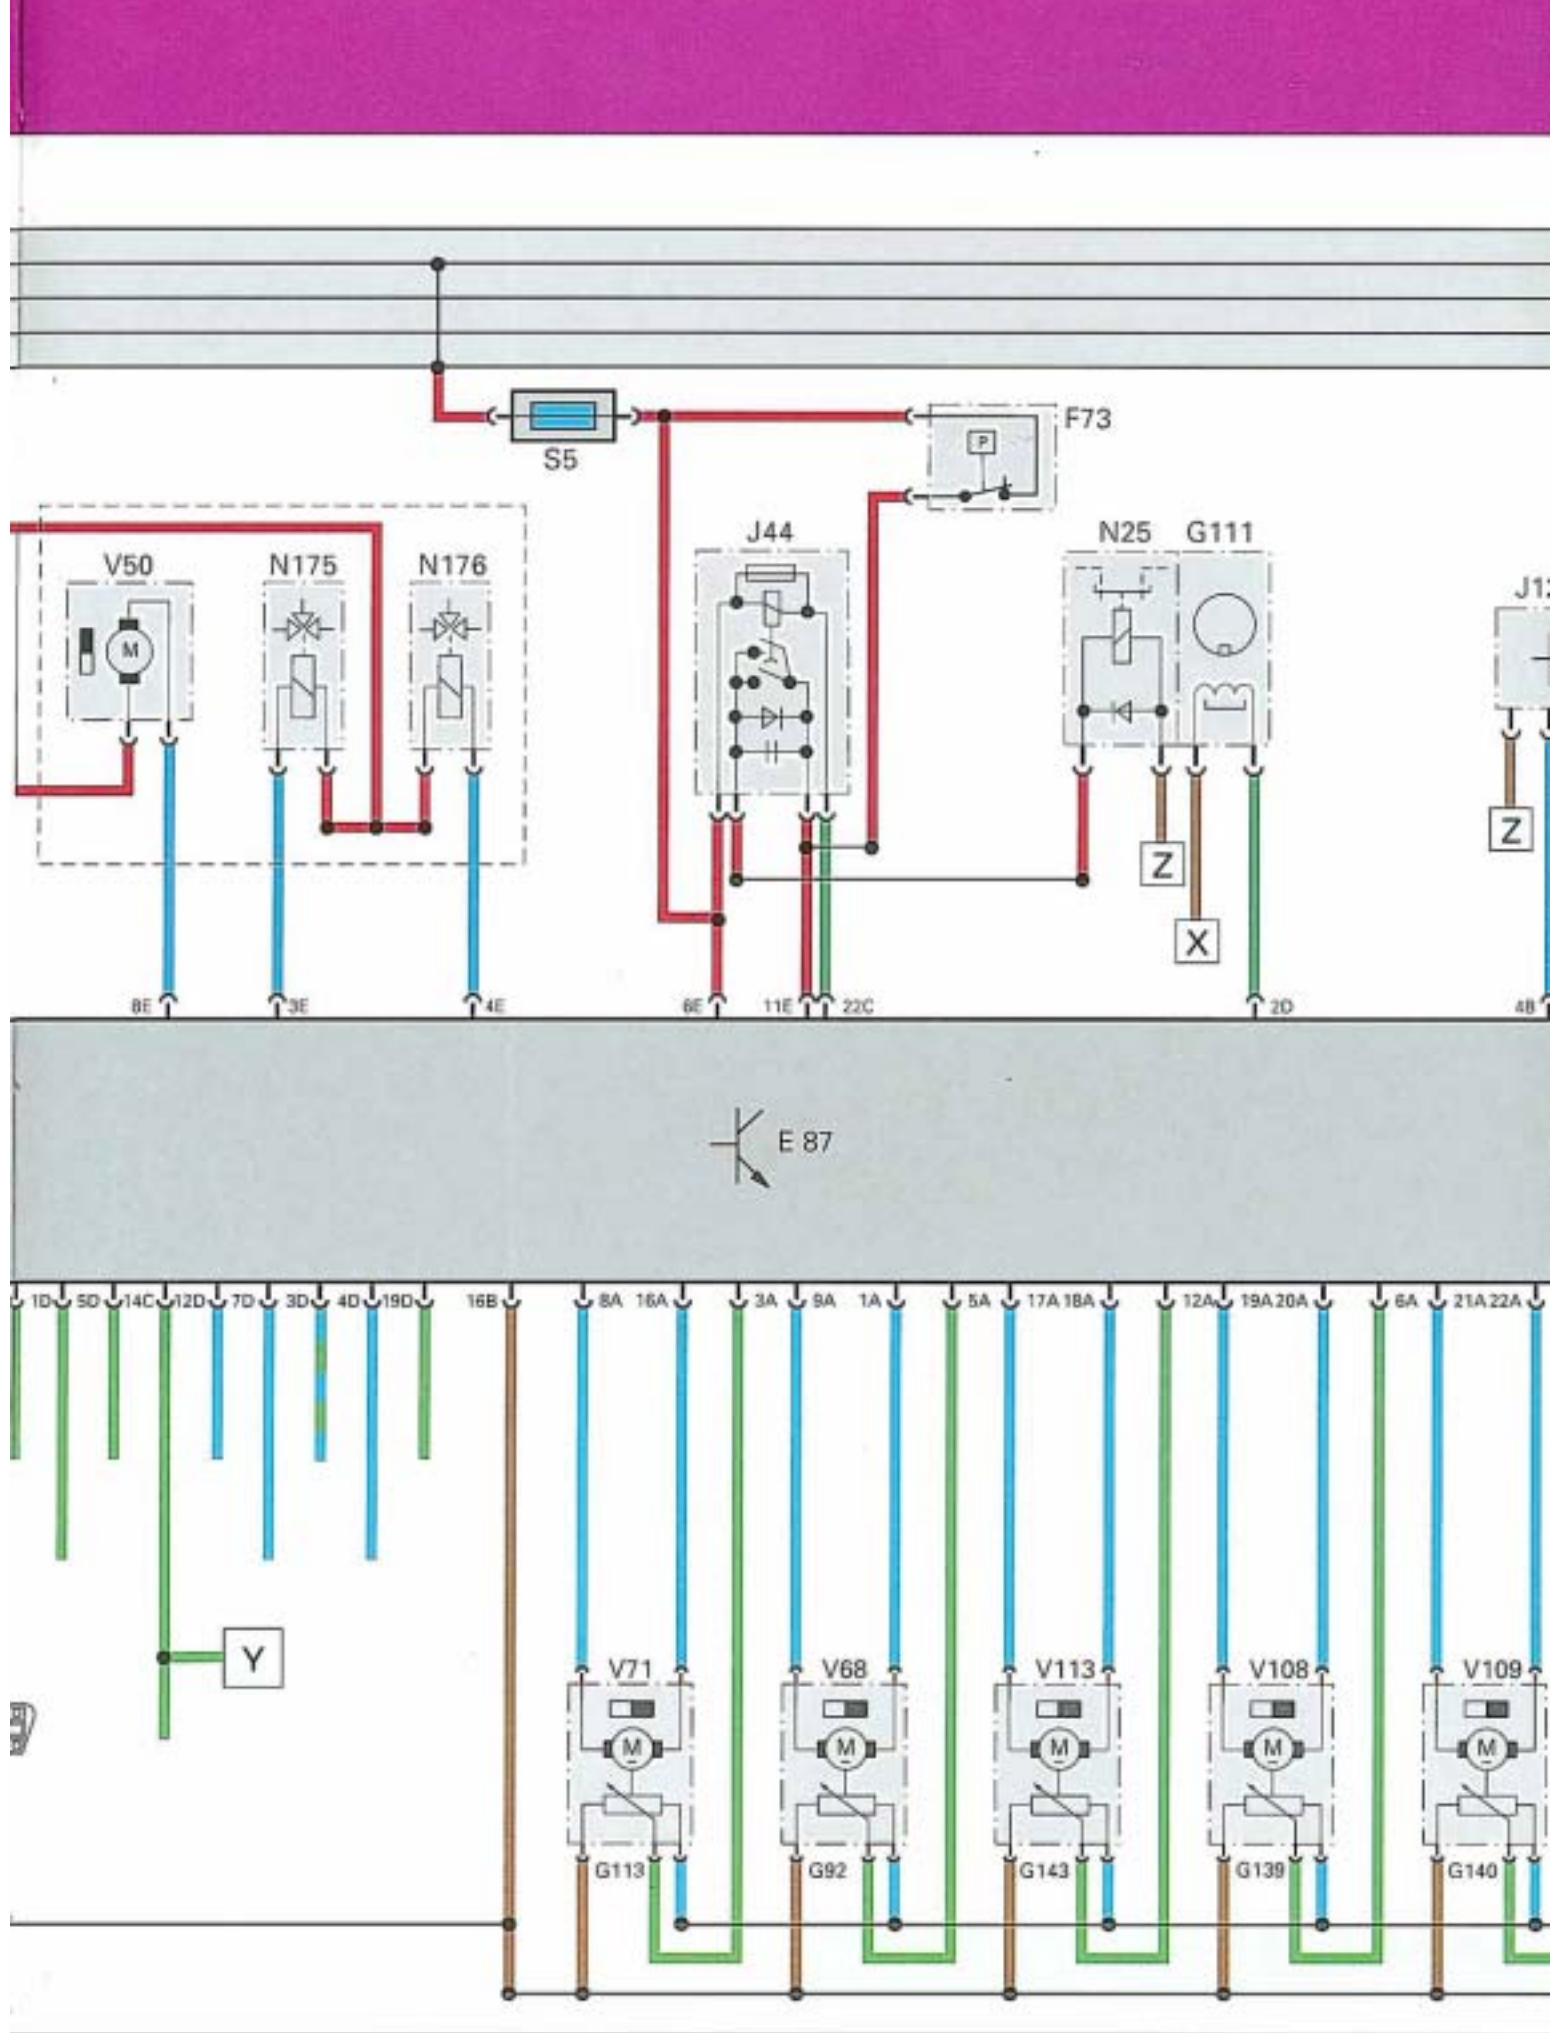 S5
F73
P
J44
N25 G111
V50 N175 N176
M
Z
Z
X
8E 3E 4E 6E 11E 22C 2D 4B
E 87
1D 5D 14C 12D 7D 3D 4D 19D 16B 8A 16A 3A 9A 1A 5A 17A 18A 12A 19A 20A 6A 21A 22A
Y
V71 V68 V113 V108 V109
M M M M M
G113 G92 G143 G139 G140